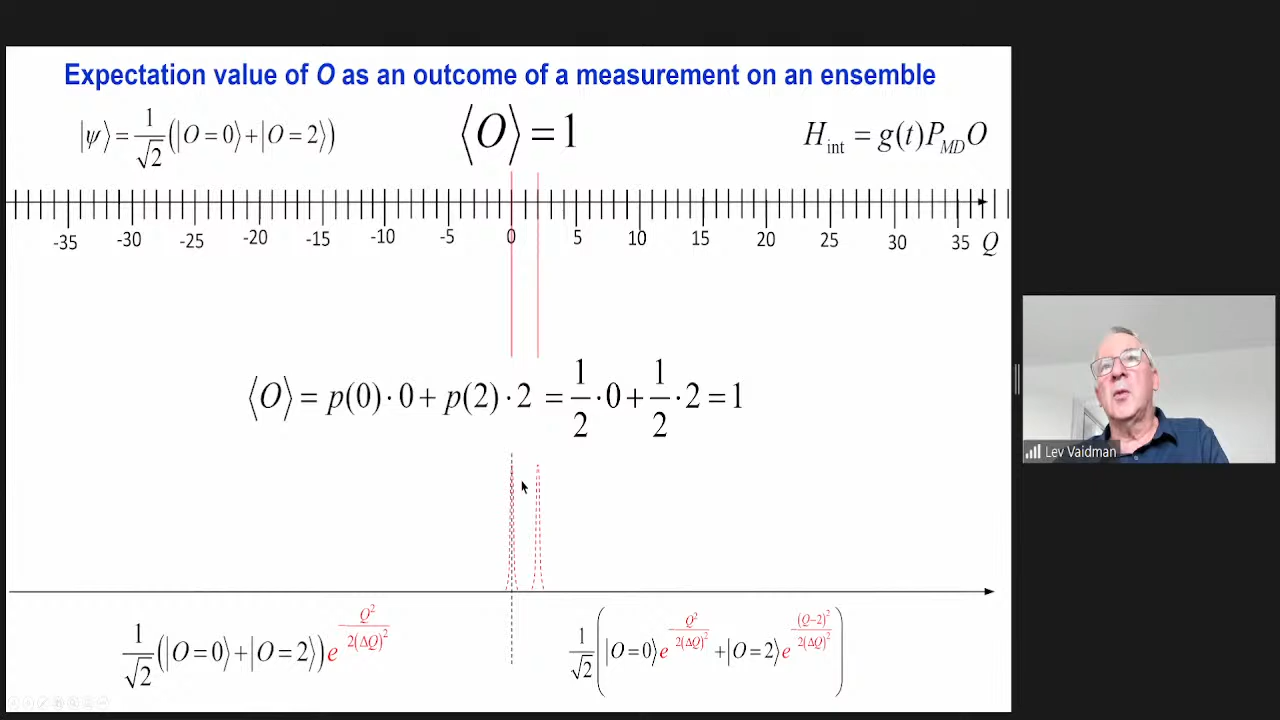 Expectation value of O as an outcome of a measurement on an ensemble
|ψ⟩ = 1/√2 (|O = 0⟩ + |O = 2⟩)
⟨O⟩ = 1
H_int = g(t)P_MD O
-35 -30 -25 -20 -15 -10 -5 0 5 10 15 20 25 30 35 Q
⟨O⟩ = p(0)·0 + p(2)·2 = 1/2·0 + 1/2·2 = 1
Lev Vaidman
1/√2 (|O = 0⟩ + |O = 2⟩) e^(-Q²/2(ΔQ)²)
1/√2 (|O = 0⟩ e^(-Q²/2(ΔQ)²) + |O = 2⟩ e^(-(Q-2)²/2(ΔQ)²))